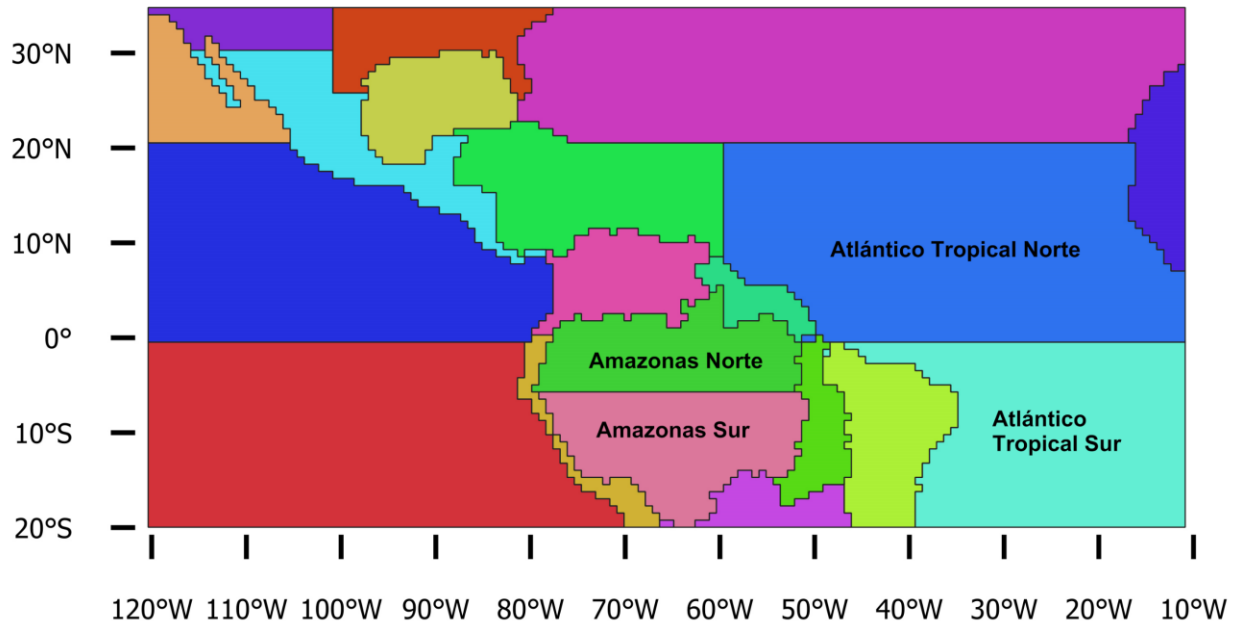 30°N
20°N
10°N
0°
10°S
20°S
Atlántico Tropical Norte
Amazonas Norte
Amazonas Sur
Atlántico
Tropical Sur
120°W 110°W 100°W 90°W 80°W 70°W 60°W 50°W 40°W 30°W 20°W 10°W